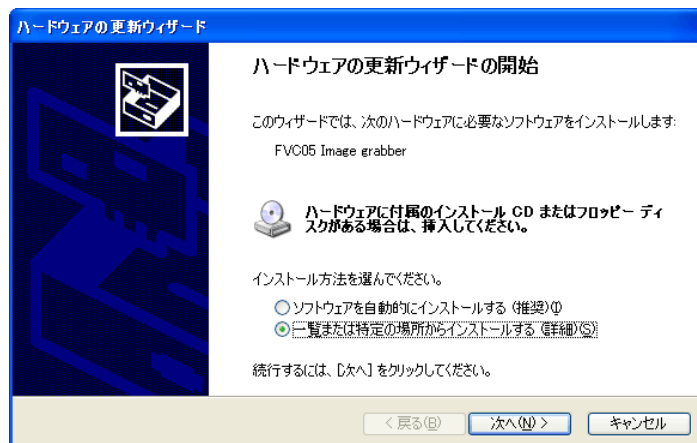 ハードウェアの更新ウィザード
ハードウェアの更新ウィザードの開始
このウィザードでは、次のハードウェアに必要なソフトウェアをインストールします:
FVC05 Image grabber
ハードウェアに付属のインストール CD またはフロッピー ディ
スクがある場合は、挿入してください。
インストール方法を選んでください。
ソフトウェアを自動的にインストールする (推奨)(I)
一覧または特定の場所からインストールする (詳細)(S)
続行するには、[次へ] をクリックしてください。
< 戻る(B) 次へ(N) > キャンセル